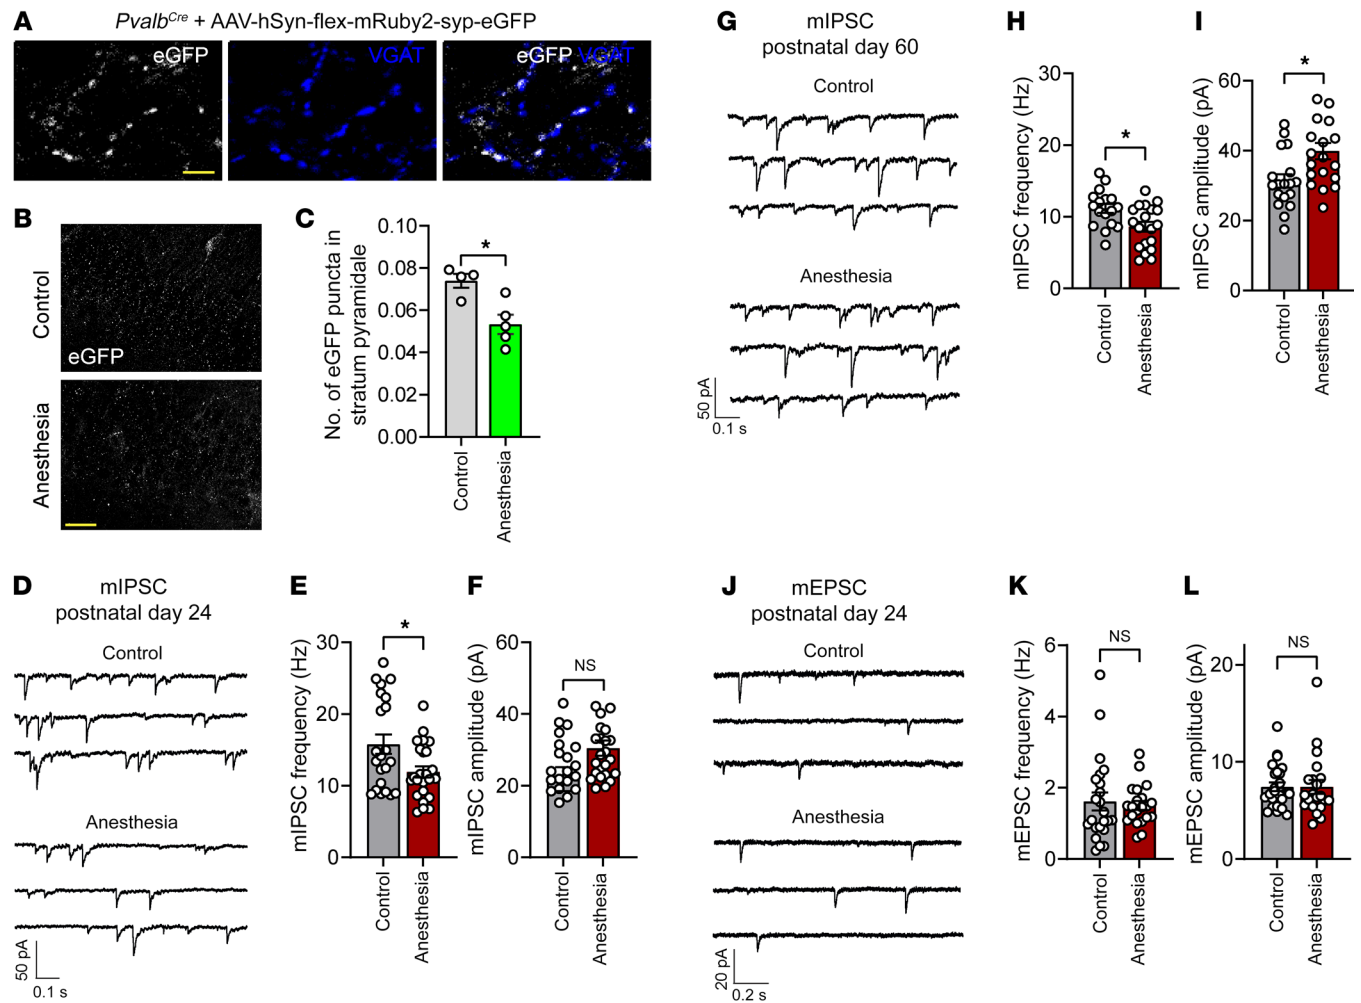 A
Pvalb^Cre + AAV-hSyn-flex-mRuby2-syp-eGFP
eGFP
VGAT
eGFP VGAT
B
Control
eGFP
Anesthesia
C
No. of eGFP puncta in
stratum pyramidale
0.10
0.08
0.06
0.04
0.02
0.00
*
Control
Anesthesia
D
mIPSC
postnatal day 24
Control
Anesthesia
50 pA
0.1 s
E
mIPSC frequency (Hz)
30
20
10
0
*
Control
Anesthesia
F
mIPSC amplitude (pA)
60
40
20
0
NS
Control
Anesthesia
G
mIPSC
postnatal day 60
Control
Anesthesia
50 pA
0.1 s
H
mIPSC frequency (Hz)
30
20
10
0
*
Control
Anesthesia
I
mIPSC amplitude (pA)
60
40
20
0
*
Control
Anesthesia
J
mEPSC
postnatal day 24
Control
Anesthesia
20 pA
0.2 s
K
mEPSC frequency (Hz)
6
4
2
0
NS
Control
Anesthesia
L
mEPSC amplitude (pA)
20
10
0
NS
Control
Anesthesia